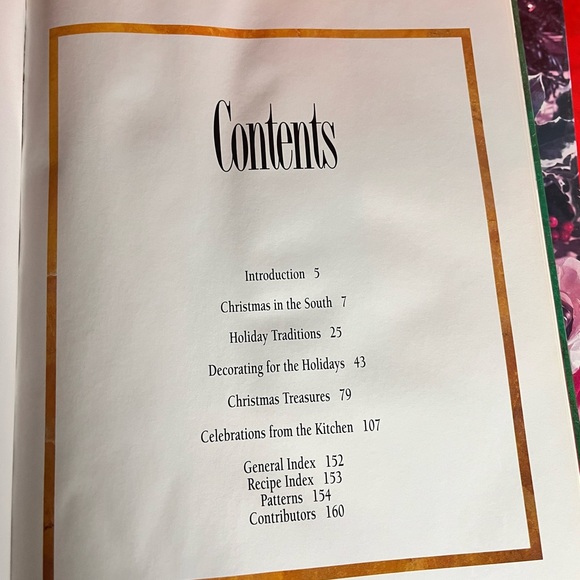 Contents
Introduction 5
Christmas in the South 7
Holiday Traditions 25
Decorating for the Holidays 43
Christmas Treasures 79
Celebrations from the Kitchen 107
General Index 152
Recipe Index 153
Patterns 154
Contributors 160